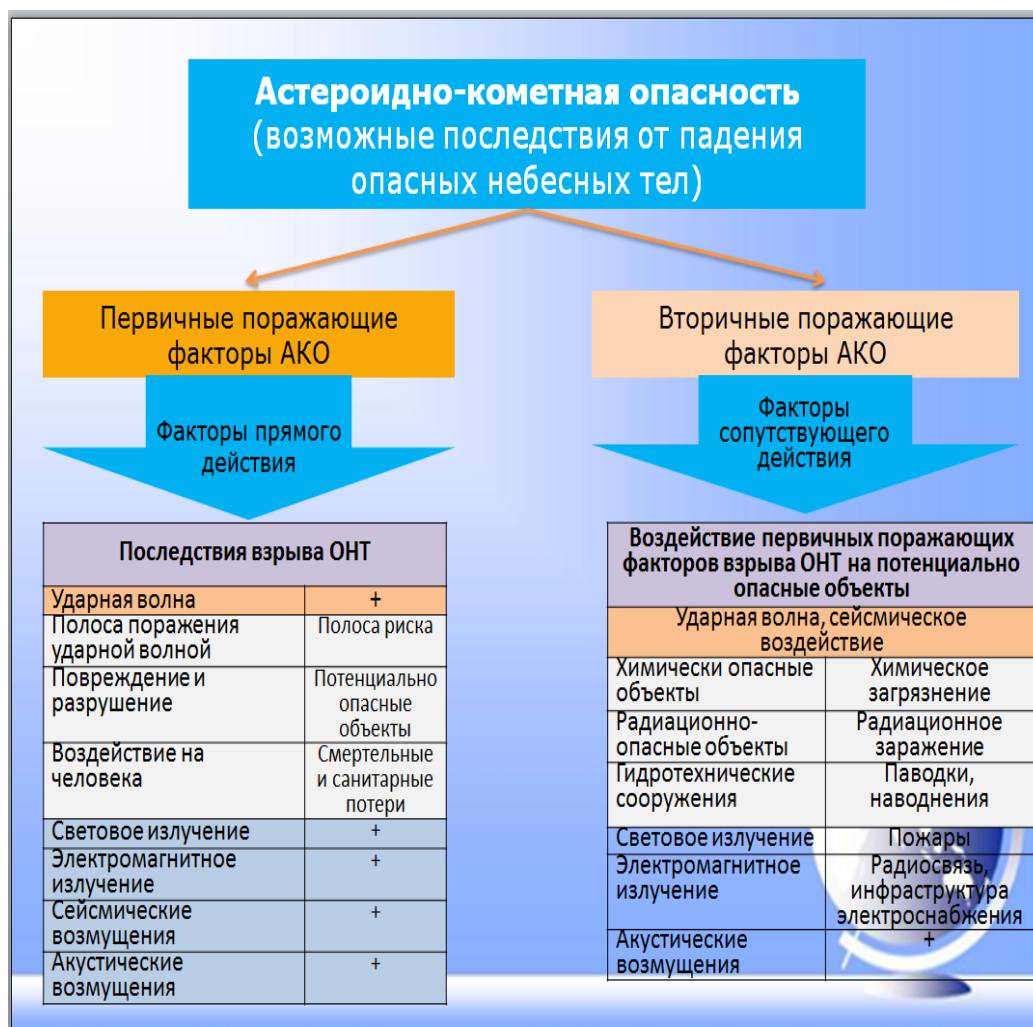 Астероидно-кометная опасность
(возможные последствия от падения
опасных небесных тел)
Первичные поражающие
факторы АКО
Факторы прямого
действия
Последствия взрыва ОНТ
Ударная волна +
Полоса поражения
ударной волной
Полоса риска
Повреждение и
разрушение
Потенциально
опасные
объекты
Воздействие на
человека
Смертельные
и санитарные
потери
Световое излучение +
Электромагнитное
излучение
+
Сейсмические
возмущения
+
Акустические
возмущения
+
Вторичные поражающие
факторы АКО
Факторы
сопутствующего
действия
Воздействие первичных поражающих
факторов взрыва ОНТ на потенциально
опасные объекты
Ударная волна, сейсмическое
воздействие
Химически опасные
объекты
Химическое
загрязнение
Радиационно-
опасные объекты
Радиационное
заражение
Гидротехнические
сооружения
Паводки,
наводнения
Световое излучение Пожары
Электромагнитное
излучение
Радиосвязь,
инфраструктура
электроснабжения
Акустические
возмущения
+